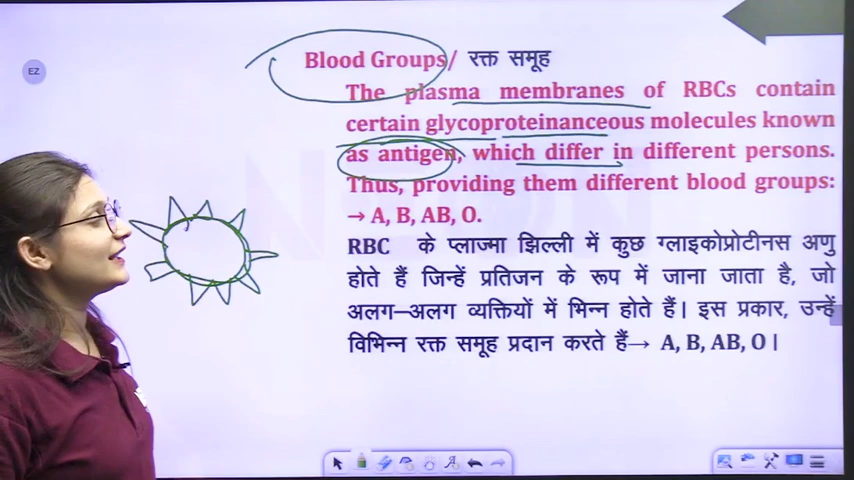 EZ
Blood Groups/ रक्त समूह
The plasma membranes of RBCs contain
certain glycoproteinanceous molecules known
as antigen, which differ in different persons.
Thus, providing them different blood groups:
→ A, B, AB, O.
RBC के प्लाज्मा झिल्ली में कुछ ग्लाइकोप्रोटीनस अणु
होते हैं जिन्हें प्रतिजन के रूप में जाना जाता है, जो
अलग–अलग व्यक्तियों में भिन्न होते हैं। इस प्रकार, उन्हें
विभिन्न रक्त समूह प्रदान करते हैं→ A, B, AB, O ।